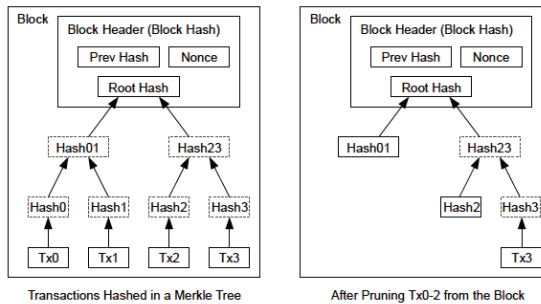 Block
Block Header (Block Hash)
Prev Hash
Nonce
Root Hash
Hash01
Hash23
Hash0
Hash1
Hash2
Hash3
Tx0
Tx1
Tx2
Tx3
Transactions Hashed in a Merkle Tree
Block
Block Header (Block Hash)
Prev Hash
Nonce
Root Hash
Hash01
Hash23
Hash2
Hash3
Tx3
After Pruning Tx0-2 from the Block